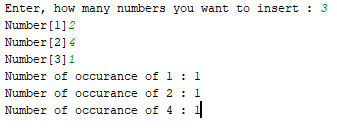 Enter, how many numbers you want to insert : 3
Number[1]2
Number[2]4
Number[3]1
Number of occurance of 1 : 1
Number of occurance of 2 : 1
Number of occurance of 4 : 1